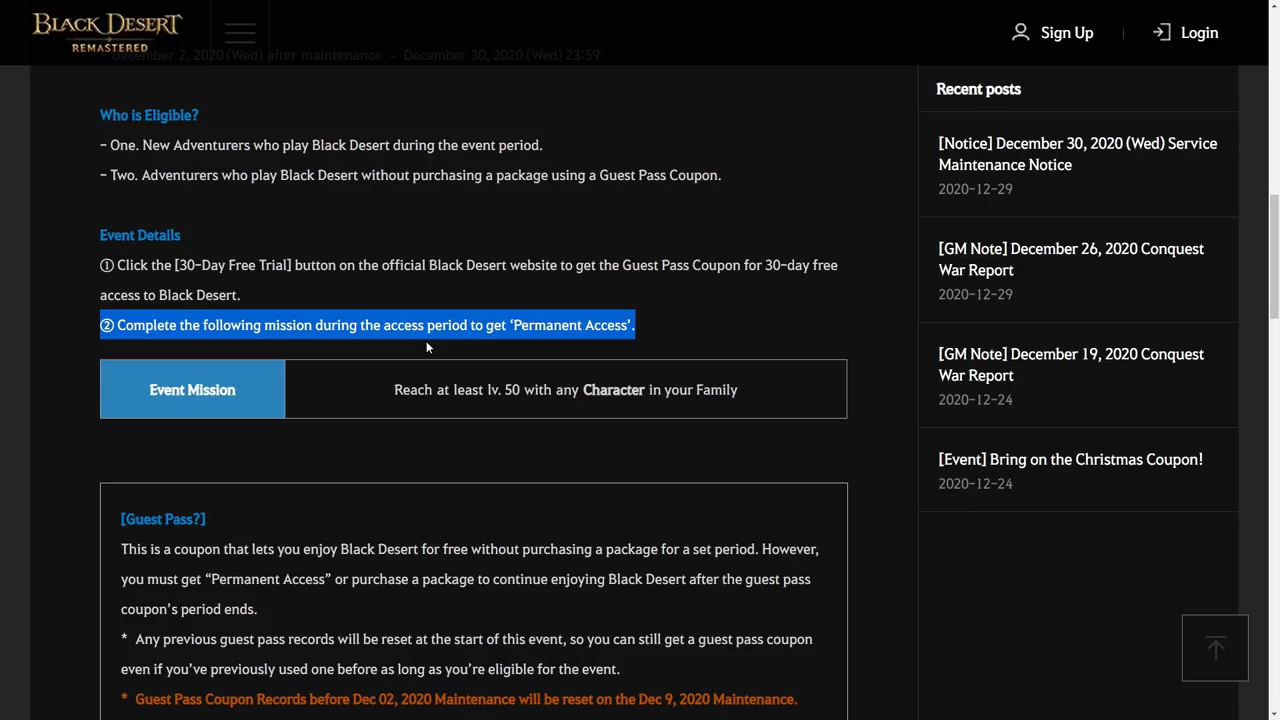 BLACK DESERT
REMASTERED
Sign Up
Login
- December 2, 2020 (Wed) after maintenance - December 30, 2020 (Wed) 23:59
Who is Eligible?
- One. New Adventurers who play Black Desert during the event period.
- Two. Adventurers who play Black Desert without purchasing a package using a Guest Pass Coupon.
Event Details
① Click the [30-Day Free Trial] button on the official Black Desert website to get the Guest Pass Coupon for 30-day free
access to Black Desert.
② Complete the following mission during the access period to get ‘Permanent Access’.
Event Mission
Reach at least lv. 50 with any Character in your Family
[Guest Pass?]
This is a coupon that lets you enjoy Black Desert for free without purchasing a package for a set period. However,
you must get “Permanent Access” or purchase a package to continue enjoying Black Desert after the guest pass
coupon’s period ends.
* Any previous guest pass records will be reset at the start of this event, so you can still get a guest pass coupon
even if you’ve previously used one before as long as you’re eligible for the event.
* Guest Pass Coupon Records before Dec 02, 2020 Maintenance will be reset on the Dec 9, 2020 Maintenance.
Recent posts
[Notice] December 30, 2020 (Wed) Service
Maintenance Notice
2020-12-29
[GM Note] December 26, 2020 Conquest
War Report
2020-12-29
[GM Note] December 19, 2020 Conquest
War Report
2020-12-24
[Event] Bring on the Christmas Coupon!
2020-12-24